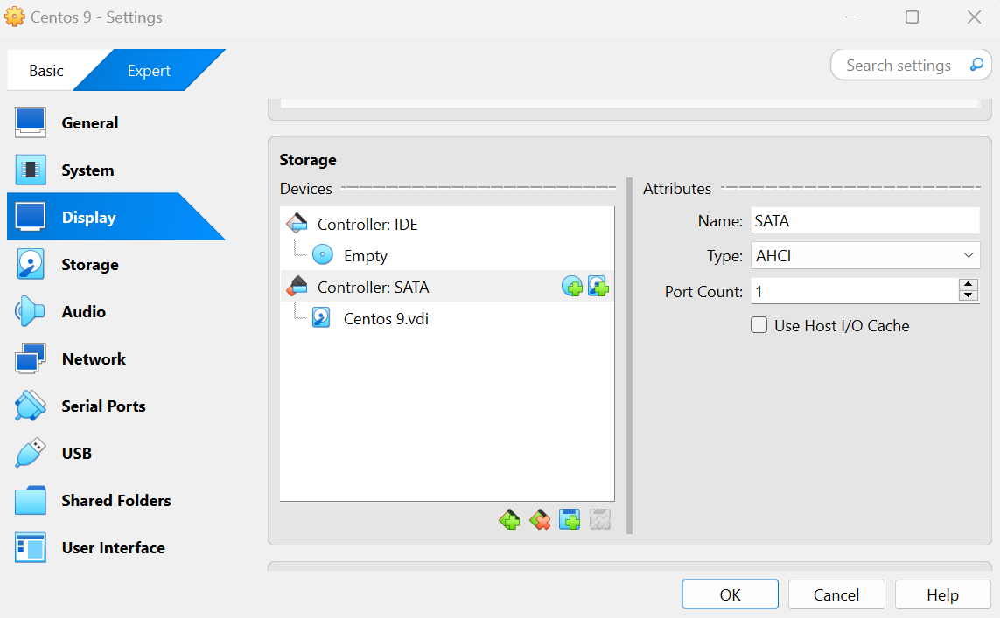 Centos 9 - Settings
Basic
Expert
Search settings
General
System
Display
Storage
Audio
Network
Serial Ports
USB
Shared Folders
User Interface
Storage
Devices
Controller: IDE
Empty
Controller: SATA
Centos 9.vdi
Attributes
Name: SATA
Type: AHCI
Port Count: 1
Use Host I/O Cache
OK
Cancel
Help